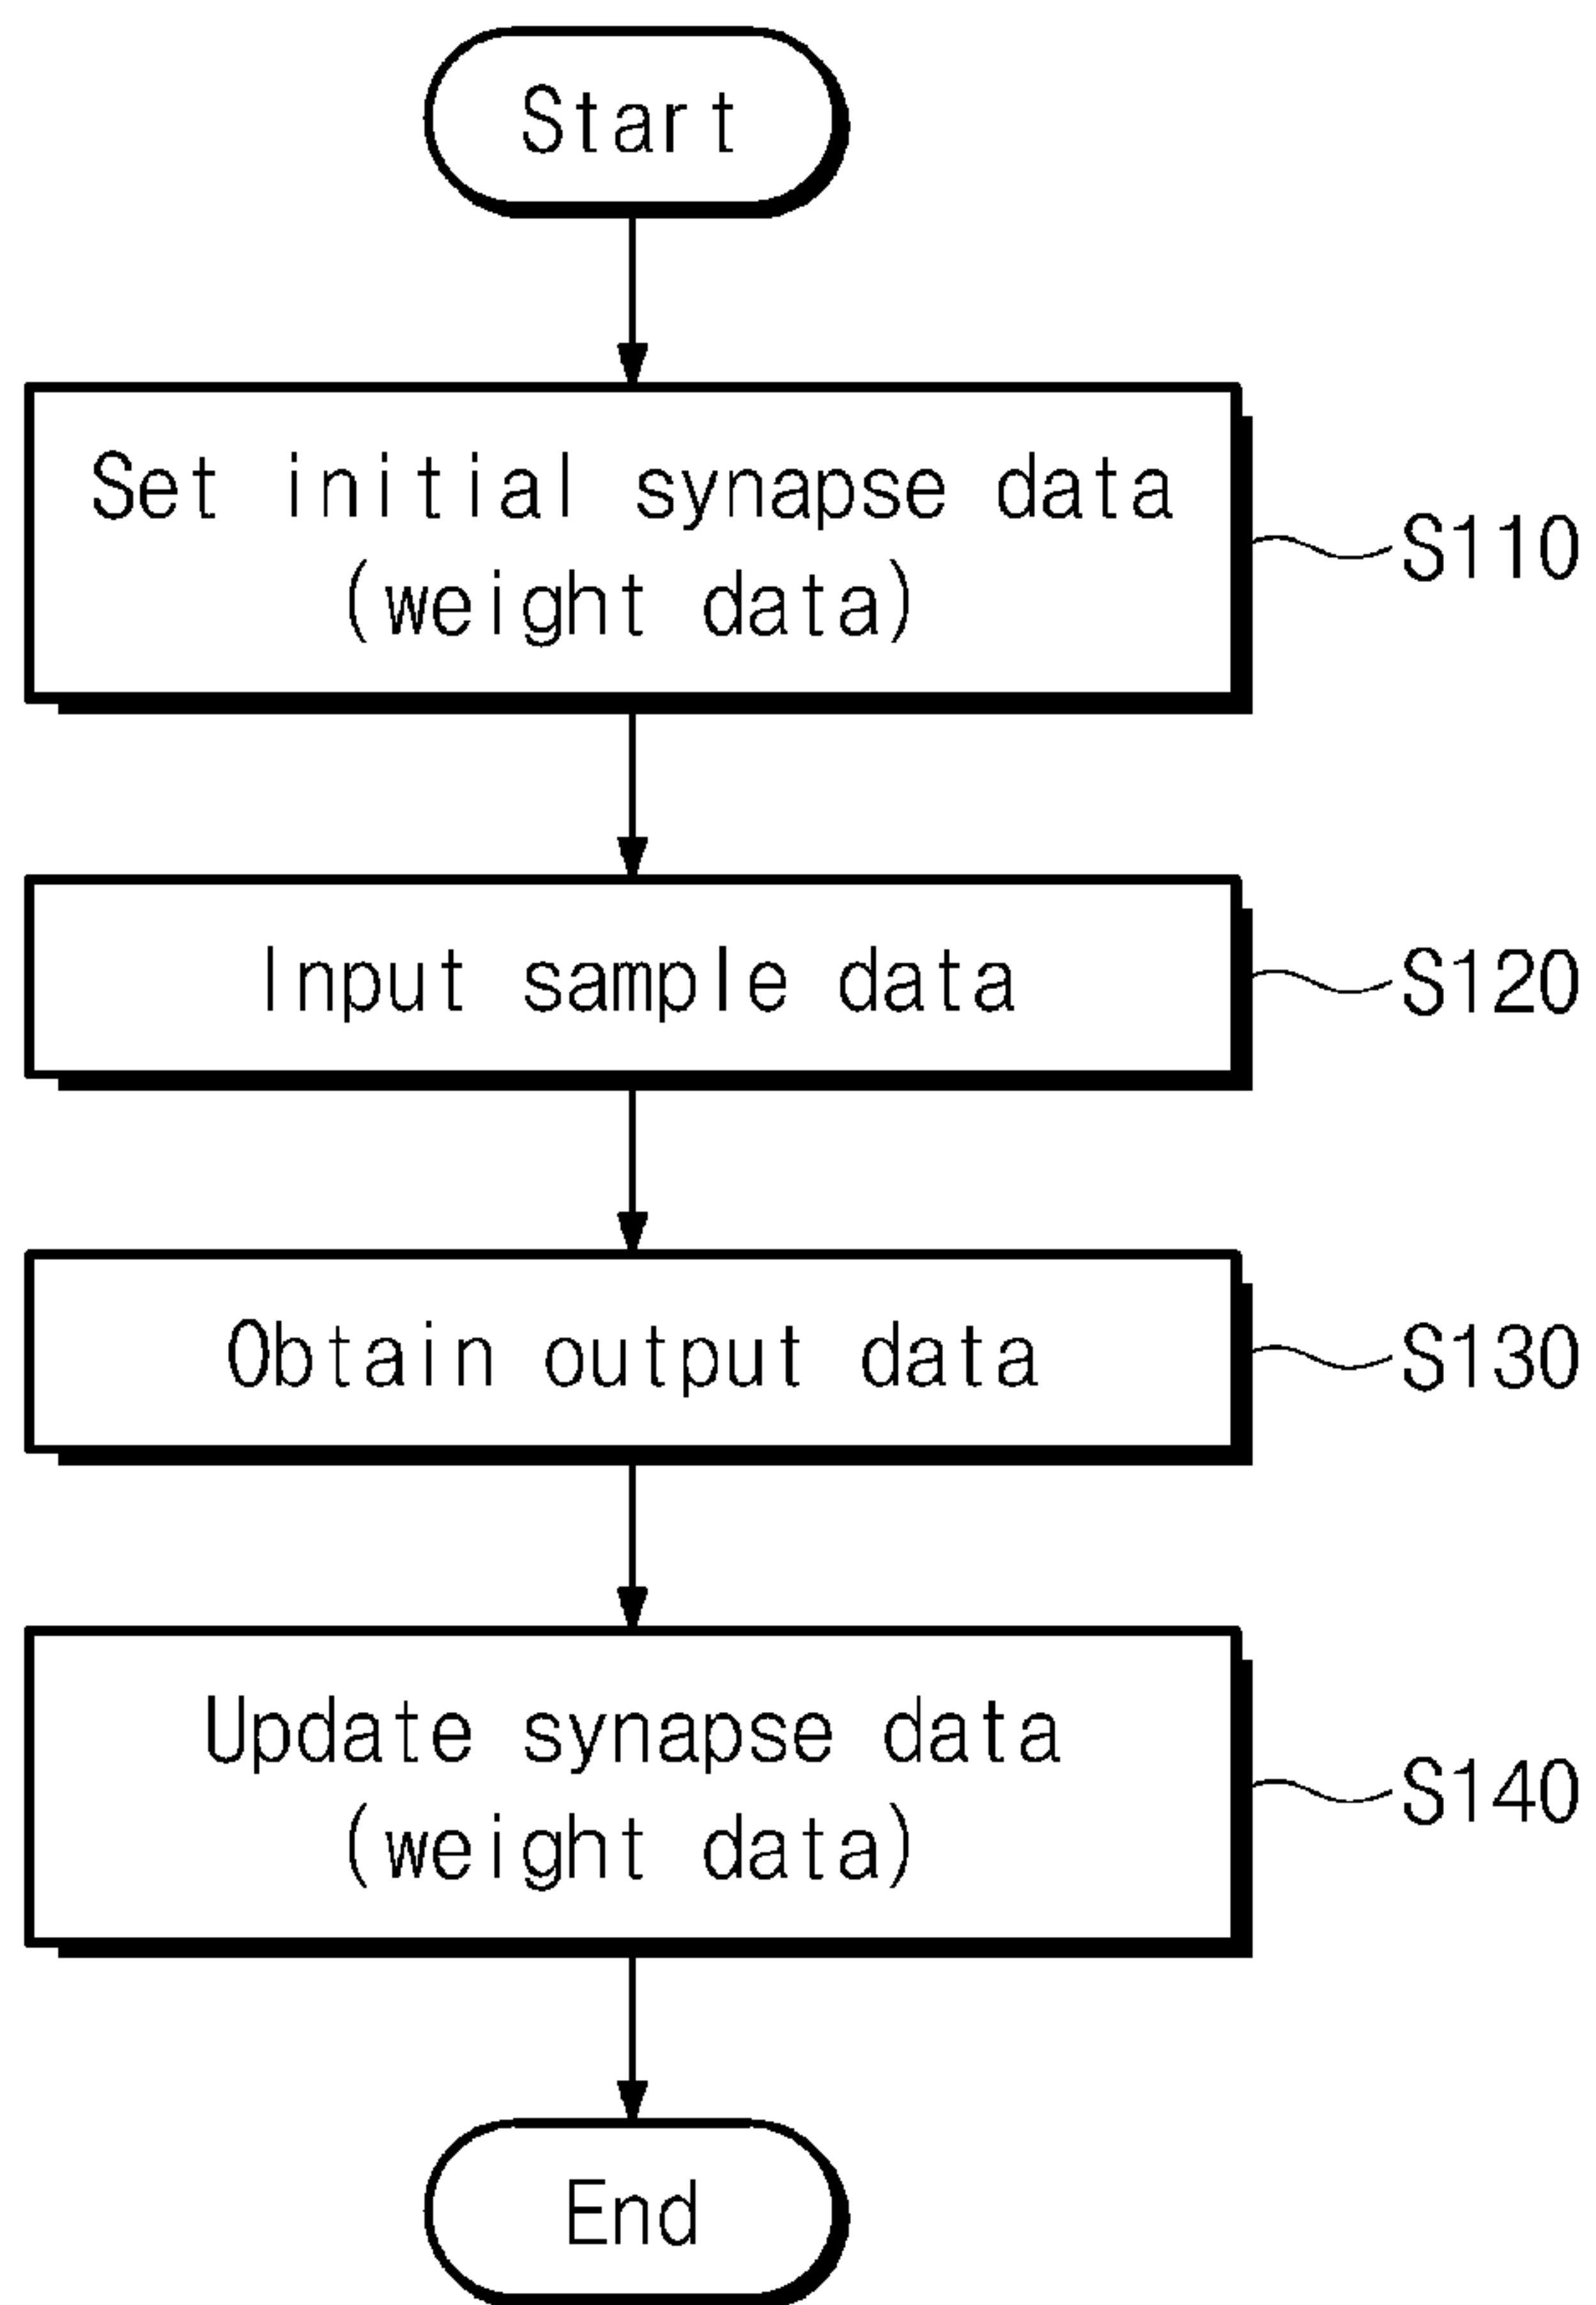 Start
Set initial synapse data
(weight data)
S110
Input sample data
S120
Obtain output data
S130
Update synapse data
(weight data)
S140
End